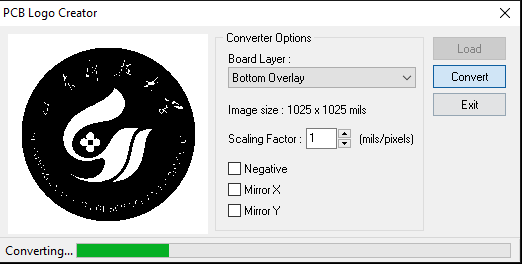 PCB Logo Creator
Converter Options
Board Layer :
Bottom Overlay
Image size : 1025 x 1025 mils
Scaling Factor : 1 (mils/pixels)
Negative
Mirror X
Mirror Y
Load
Convert
Exit
Converting...